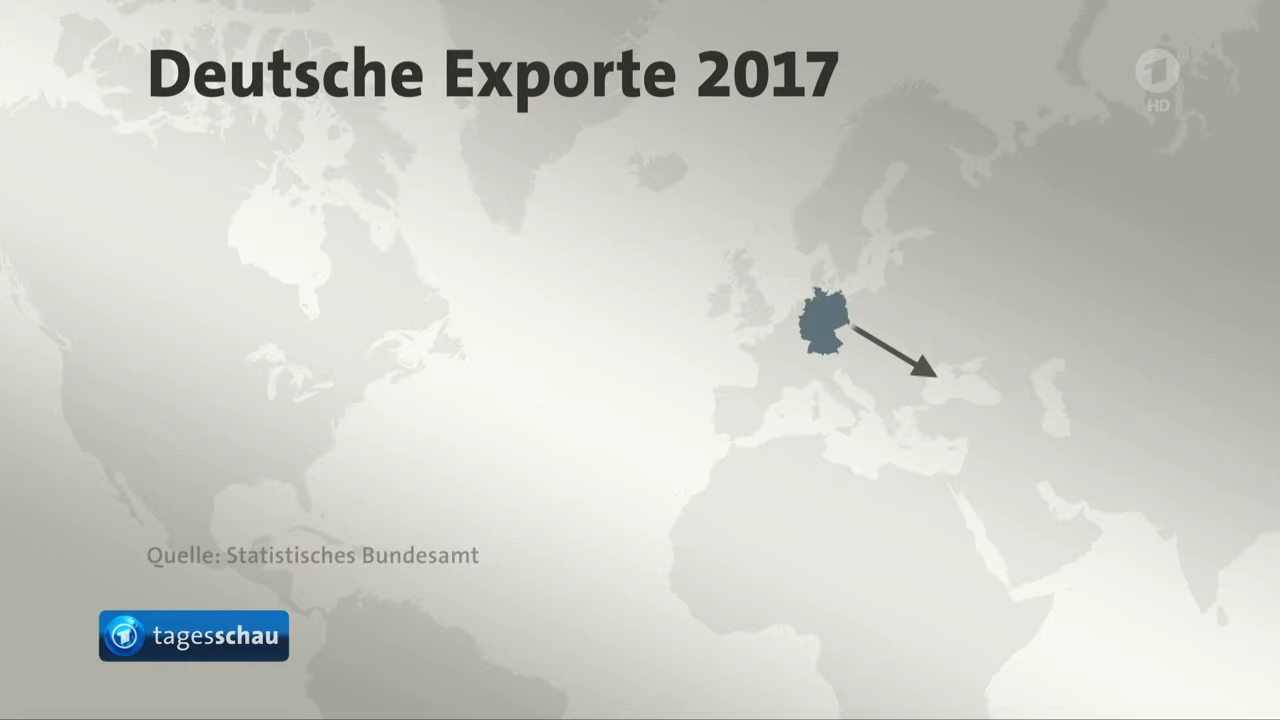 Deutsche Exporte 2017
HD
Quelle: Statistisches Bundesamt
tagesschau